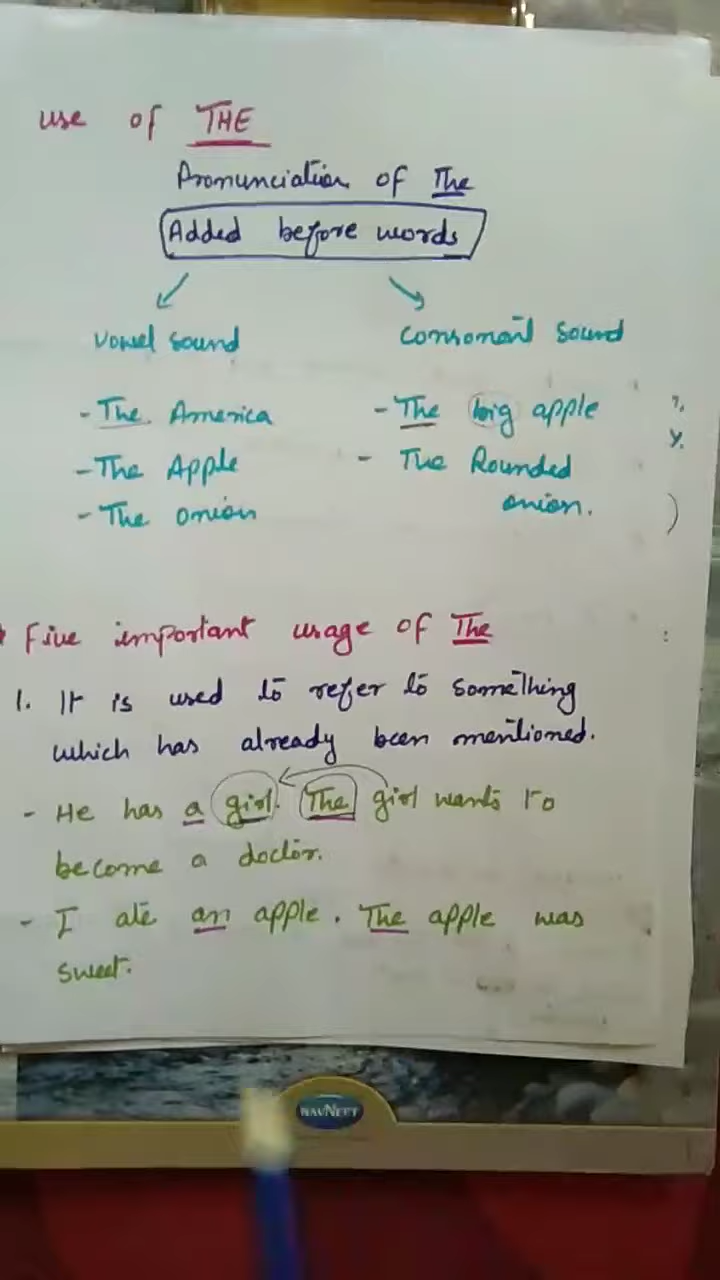 use of THE
Pronunciation of The
Added before words
vowel sound
consonant sound
- The America
- The big apple
- The Apple
- The Rounded
onion.
- The onion
Five important usage of The
1. It is used to refer to something
which has already been mentioned.
- He has a girl. The girl wants to
become a doctor.
- I ate an apple. The apple was
sweet.
NAVNEET